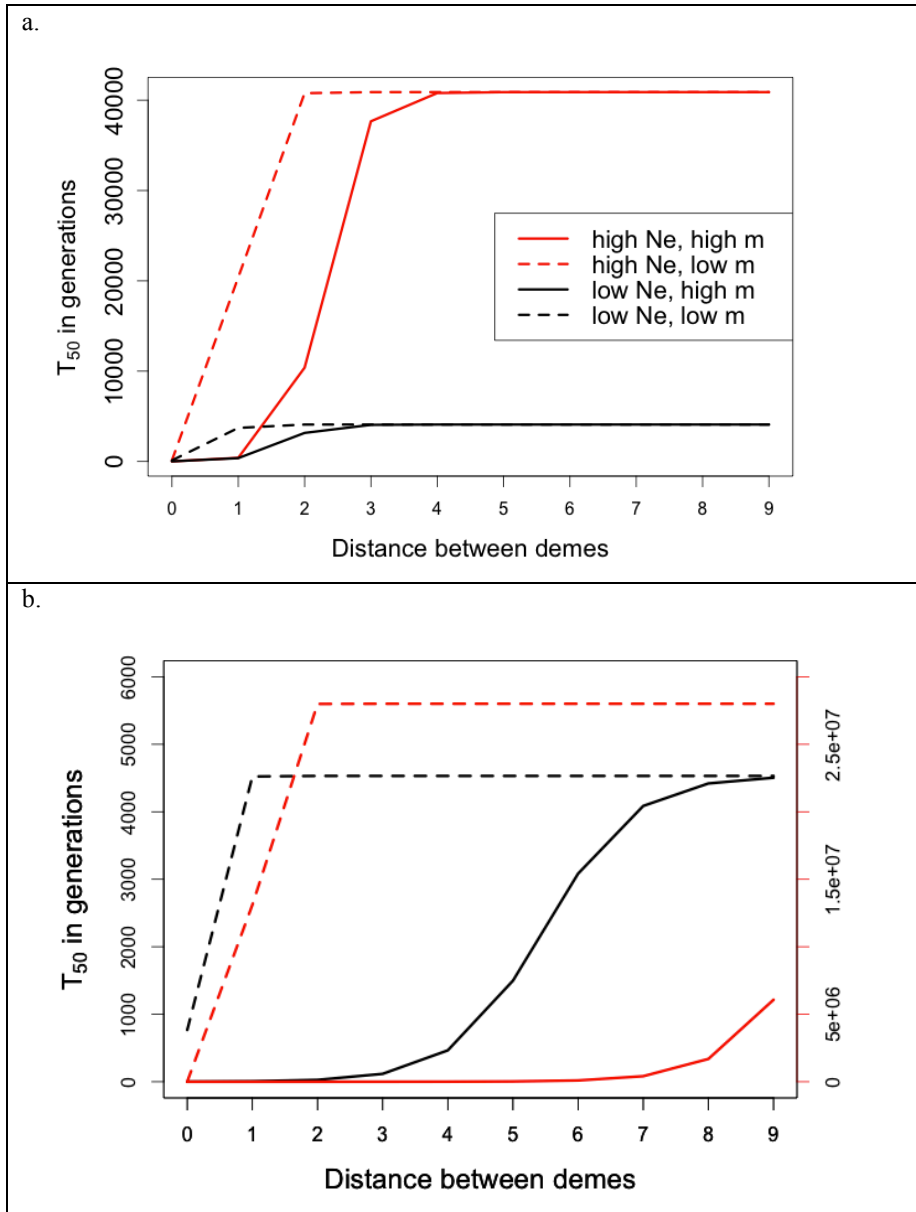 a.
T50 in generations
40000
30000
20000
10000
0
high Ne, high m
high Ne, low m
low Ne, high m
low Ne, low m
0 1 2 3 4 5 6 7 8 9
Distance between demes
b.
T50 in generations
6000
5000
4000
3000
2000
1000
0
2.5e+07
1.5e+07
5e+06
0
0 1 2 3 4 5 6 7 8 9
Distance between demes